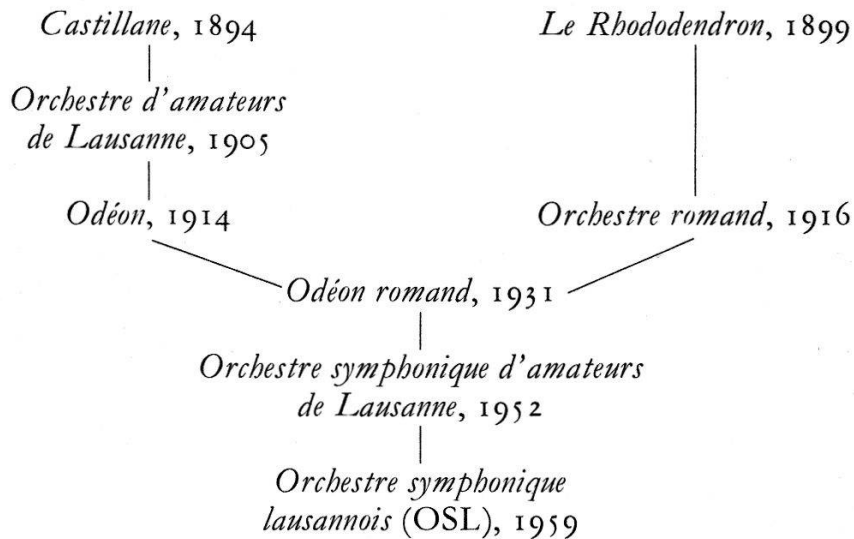 Castillane, 1894
Le Rhododendron, 1899
Orchestre d'amateurs
de Lausanne, 1905
Odéon, 1914
Orchestre romand, 1916
Odéon romand, 1931
Orchestre symphonique d'amateurs
de Lausanne, 1952
Orchestre symphonique
lausannois (OSL), 1959